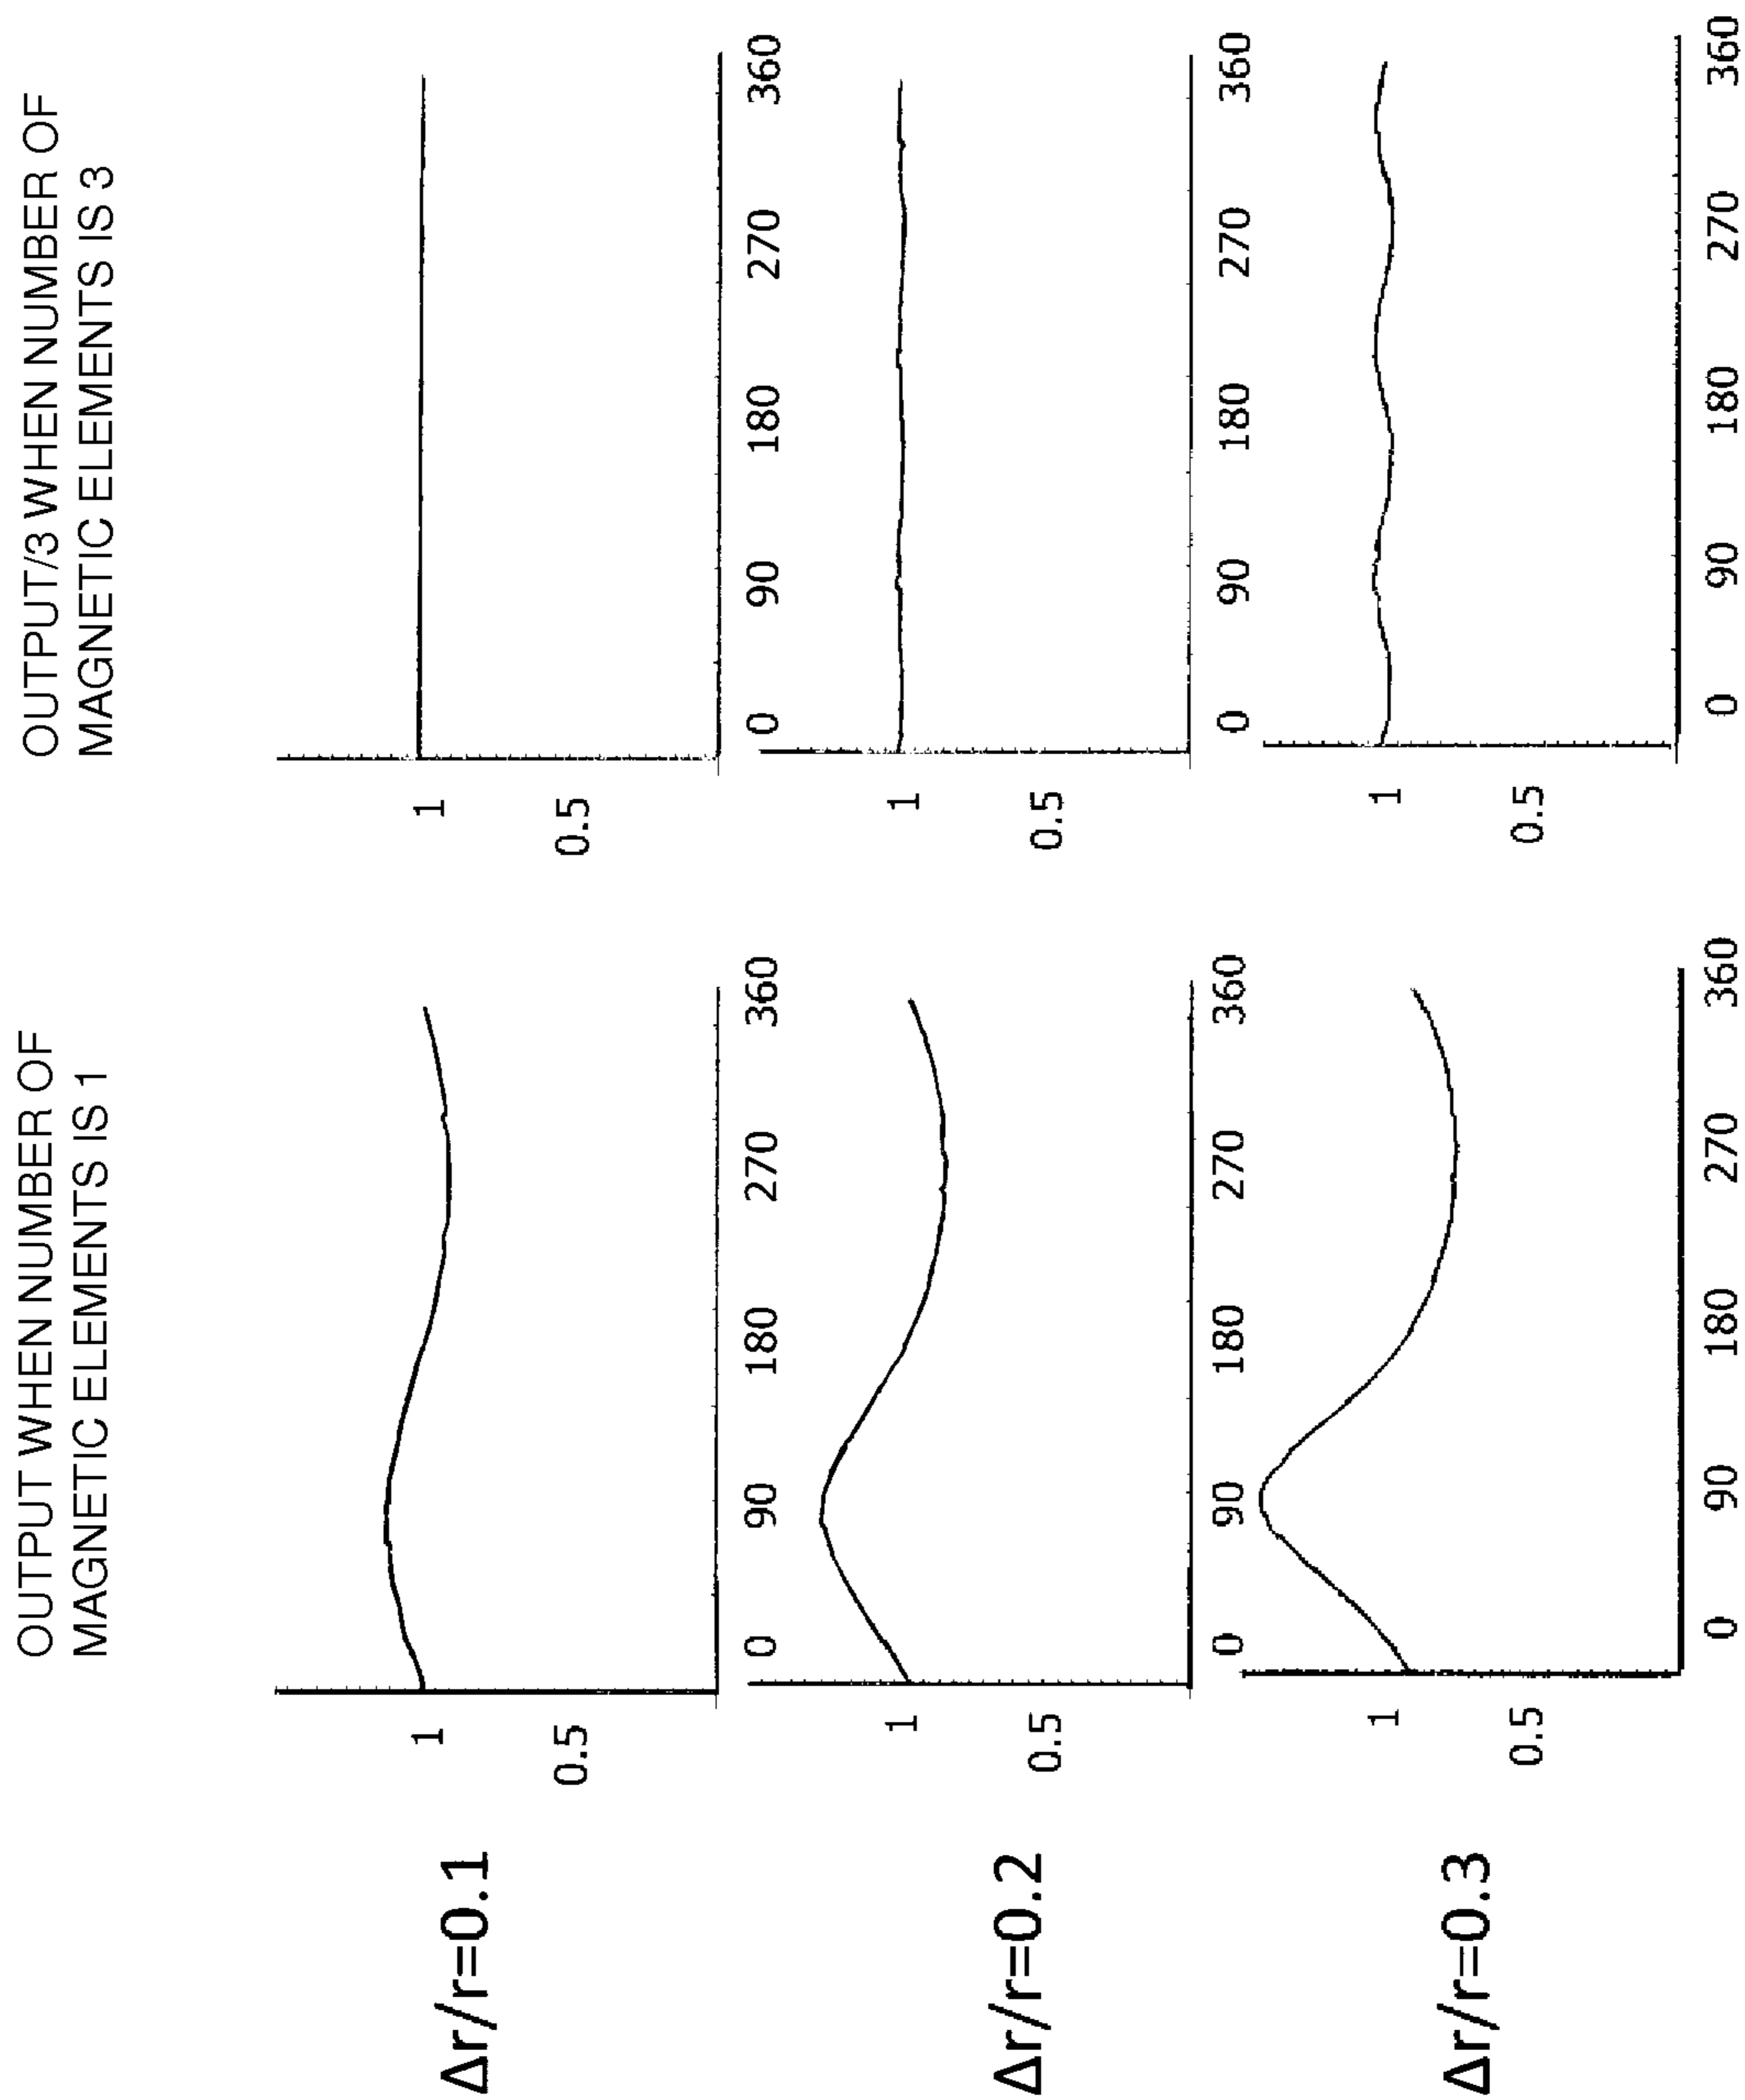 OUTPUT WHEN NUMBER OF
MAGNETIC ELEMENTS IS 1
OUTPUT/3 WHEN NUMBER OF
MAGNETIC ELEMENTS IS 3
Δr/r=0.1
1
0.5
0 90 180 270 360
1
0.5
0 90 180 270 360
Δr/r=0.2
1
0.5
0 90 180 270 360
1
0.5
0 90 180 270 360
Δr/r=0.3
1
0.5
0 90 180 270 360
1
0.5
0 90 180 270 360